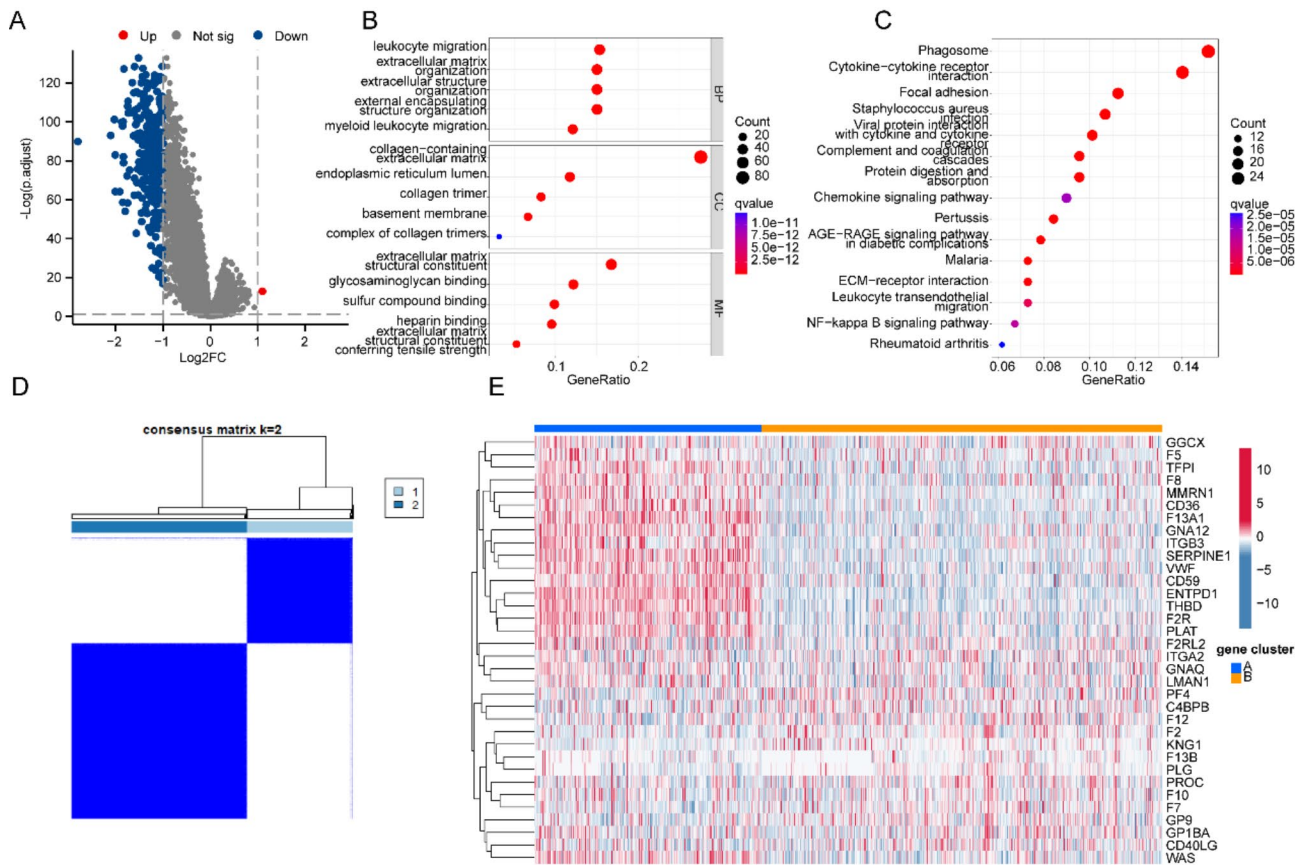 A
Up
Not sig
Down
-Log(p.adjust)
120
100
80
60
40
20
0
−2
−1
0
1
2
Log2FC
B
leukocyte migration
extracellular matrix
organization
extracellular structure
organization
external encapsulating
structure organization
myeloid leukocyte migration
collagen-containing
extracellular matrix
endoplasmic reticulum lumen
collagen trimer
basement membrane
complex of collagen trimers
extracellular matrix
structural constituent
glycosaminoglycan binding
sulfur compound binding
heparin binding
extracellular matrix
structural constituent
conferring tensile strength
BP
CC
MF
0.1
0.2
GeneRatio
Count
20
40
60
80
qvalue
1.0e-11
7.5e-12
5.0e-12
2.5e-12
C
Phagosome
Cytokine−cytokine receptor
interaction
Focal adhesion
Staphylococcus aureus
infection
Viral protein interaction
with cytokine and cytokine
receptor
Complement and coagulation
cascades
Protein digestion and
absorption
Chemokine signaling pathway
Pertussis
AGE-RAGE signaling pathway
in diabetic complications
Malaria
ECM-receptor interaction
Leukocyte transendothelial
migration
NF-kappa B signaling pathway
Rheumatoid arthritis
0.06
0.08
0.10
0.12
0.14
GeneRatio
Count
12
16
20
24
qvalue
2.5e-05
2.0e-05
1.5e-05
1.0e-05
5.0e-06
D
consensus matrix k=2
1
2
E
GGCX
F5
TFPI
F8
MMRN1
CD36
F13A1
GNA12
ITGB3
SERPINE1
VWF
CD59
ENTPD1
THBD
F2R
PLAT
F2RL2
ITGA2
GNAQ
LMAN1
PF4
C4BPB
F12
F2
KNG1
F13B
PLG
PROC
F10
F7
GP9
GP1BA
CD40LG
WAS
10
5
0
−5
−10
gene cluster
A
B